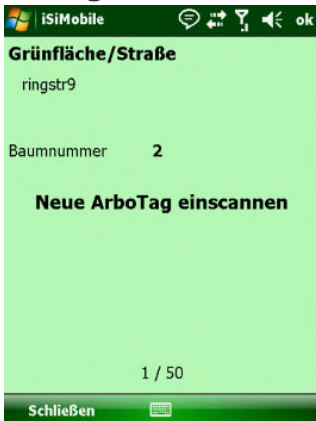 iSiMobile ok
Grünfläche/Straße
ringstr9
Baumnummer 2
Neue ArboTag einscannen
1 / 50
Schließen